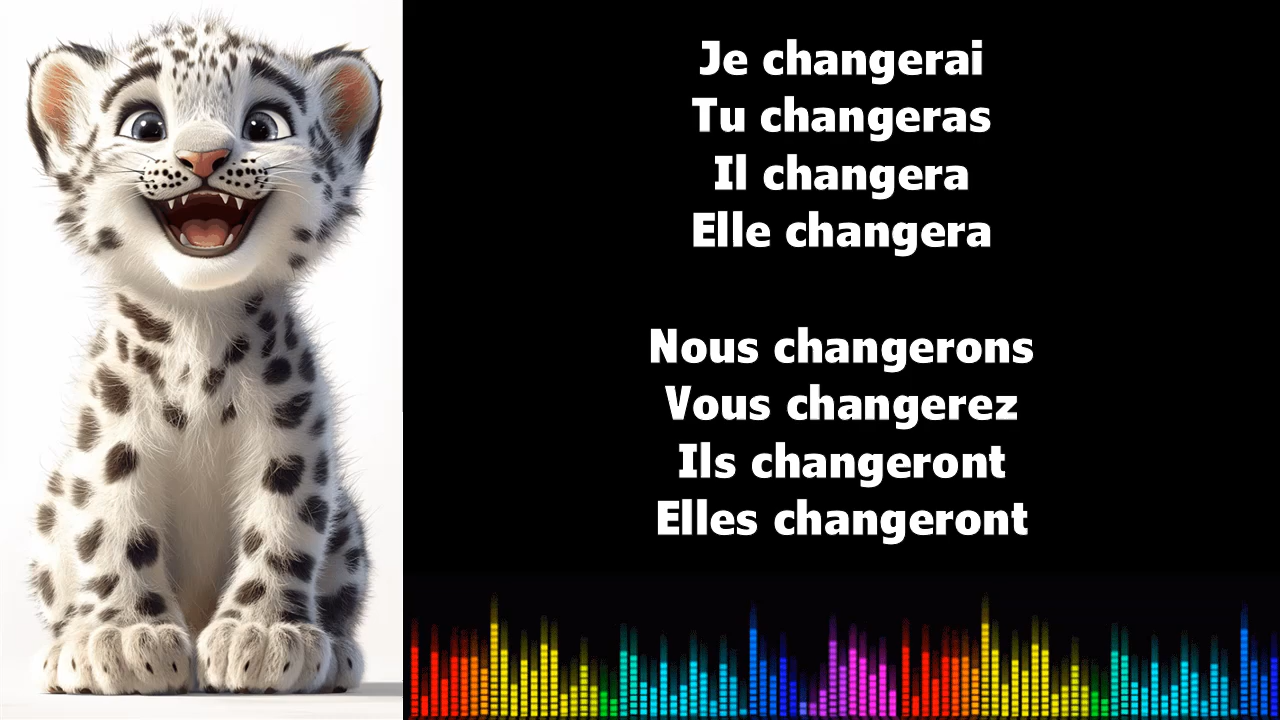 Je changerai
Tu changeras
Il changera
Elle changera
Nous changerons
Vous changerez
Ils changeront
Elles changeront